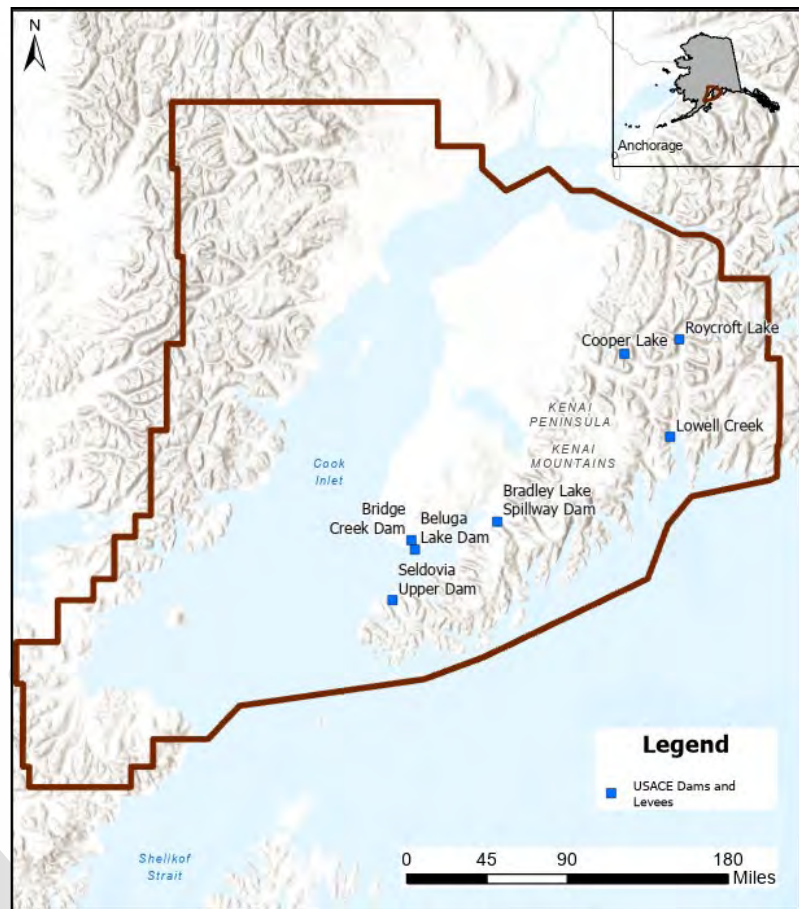 N
Anchorage
Roycroft Lake
Cooper Lake
KENAI
PENINSULA
Lowell Creek
KENAI
MOUNTAINS
Cook
Inlet
Bradley Lake
Spillway Dam
Bridge
Creek Dam
Beluga
Lake Dam
Seldovia
Upper Dam
Legend
USACE Dams and
Levees
Shelikof
Strait
0 45 90 180
Miles